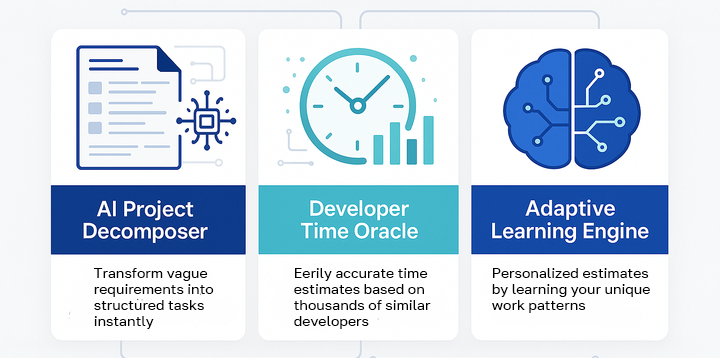 AI Project
Decomposer
Transform vague
requirements into
structured tasks
instantly
Developer
Time Oracle
Eerily accurate time
estimates based on
thousands of similar
developers
Adaptive
Learning Engine
Personalized estimates
by learning your unique
work patterns